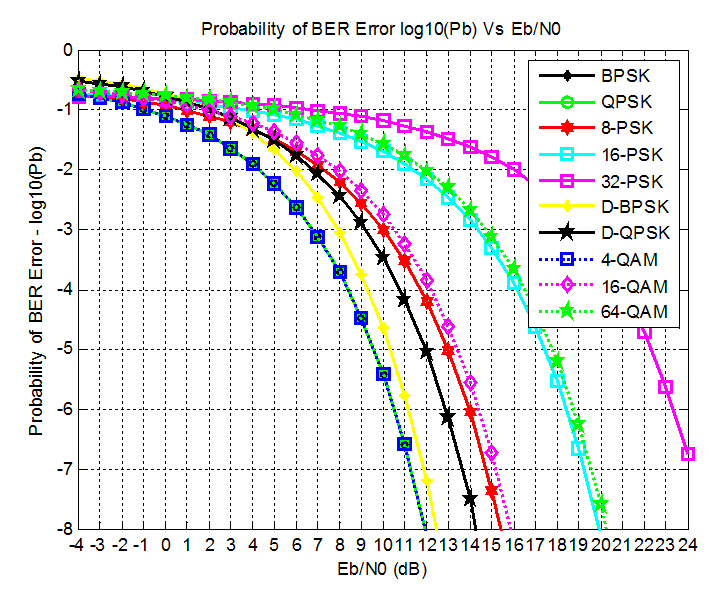 Probability of BER Error log10(Pb) Vs Eb/N0
Probability of BER Error - log10(Pb)
0
-1
-2
-3
-4
-5
-6
-7
-8
BPSK
QPSK
8-PSK
16-PSK
32-PSK
D-BPSK
D-QPSK
4-QAM
16-QAM
64-QAM
-4 -3 -2 -1 0 1 2 3 4 5 6 7 8 9 10 11 12 13 14 15 16 17 18 19 20 21 22 23 24
Eb/N0 (dB)